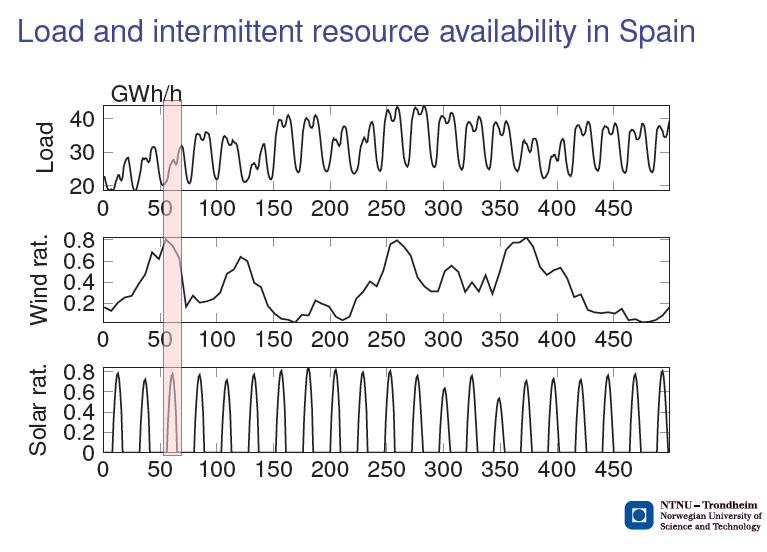 Load and intermittent resource availability in Spain
GWh/h
Load
40
30
20
0 50 100 150 200 250 300 350 400 450
Wind rat.
0.8
0.6
0.4
0.2
0 50 100 150 200 250 300 350 400 450
Solar rat.
0.8
0.6
0.4
0.2
0
0 50 100 150 200 250 300 350 400 450
NTNU – Trondheim
Norwegian University of
Science and Technology